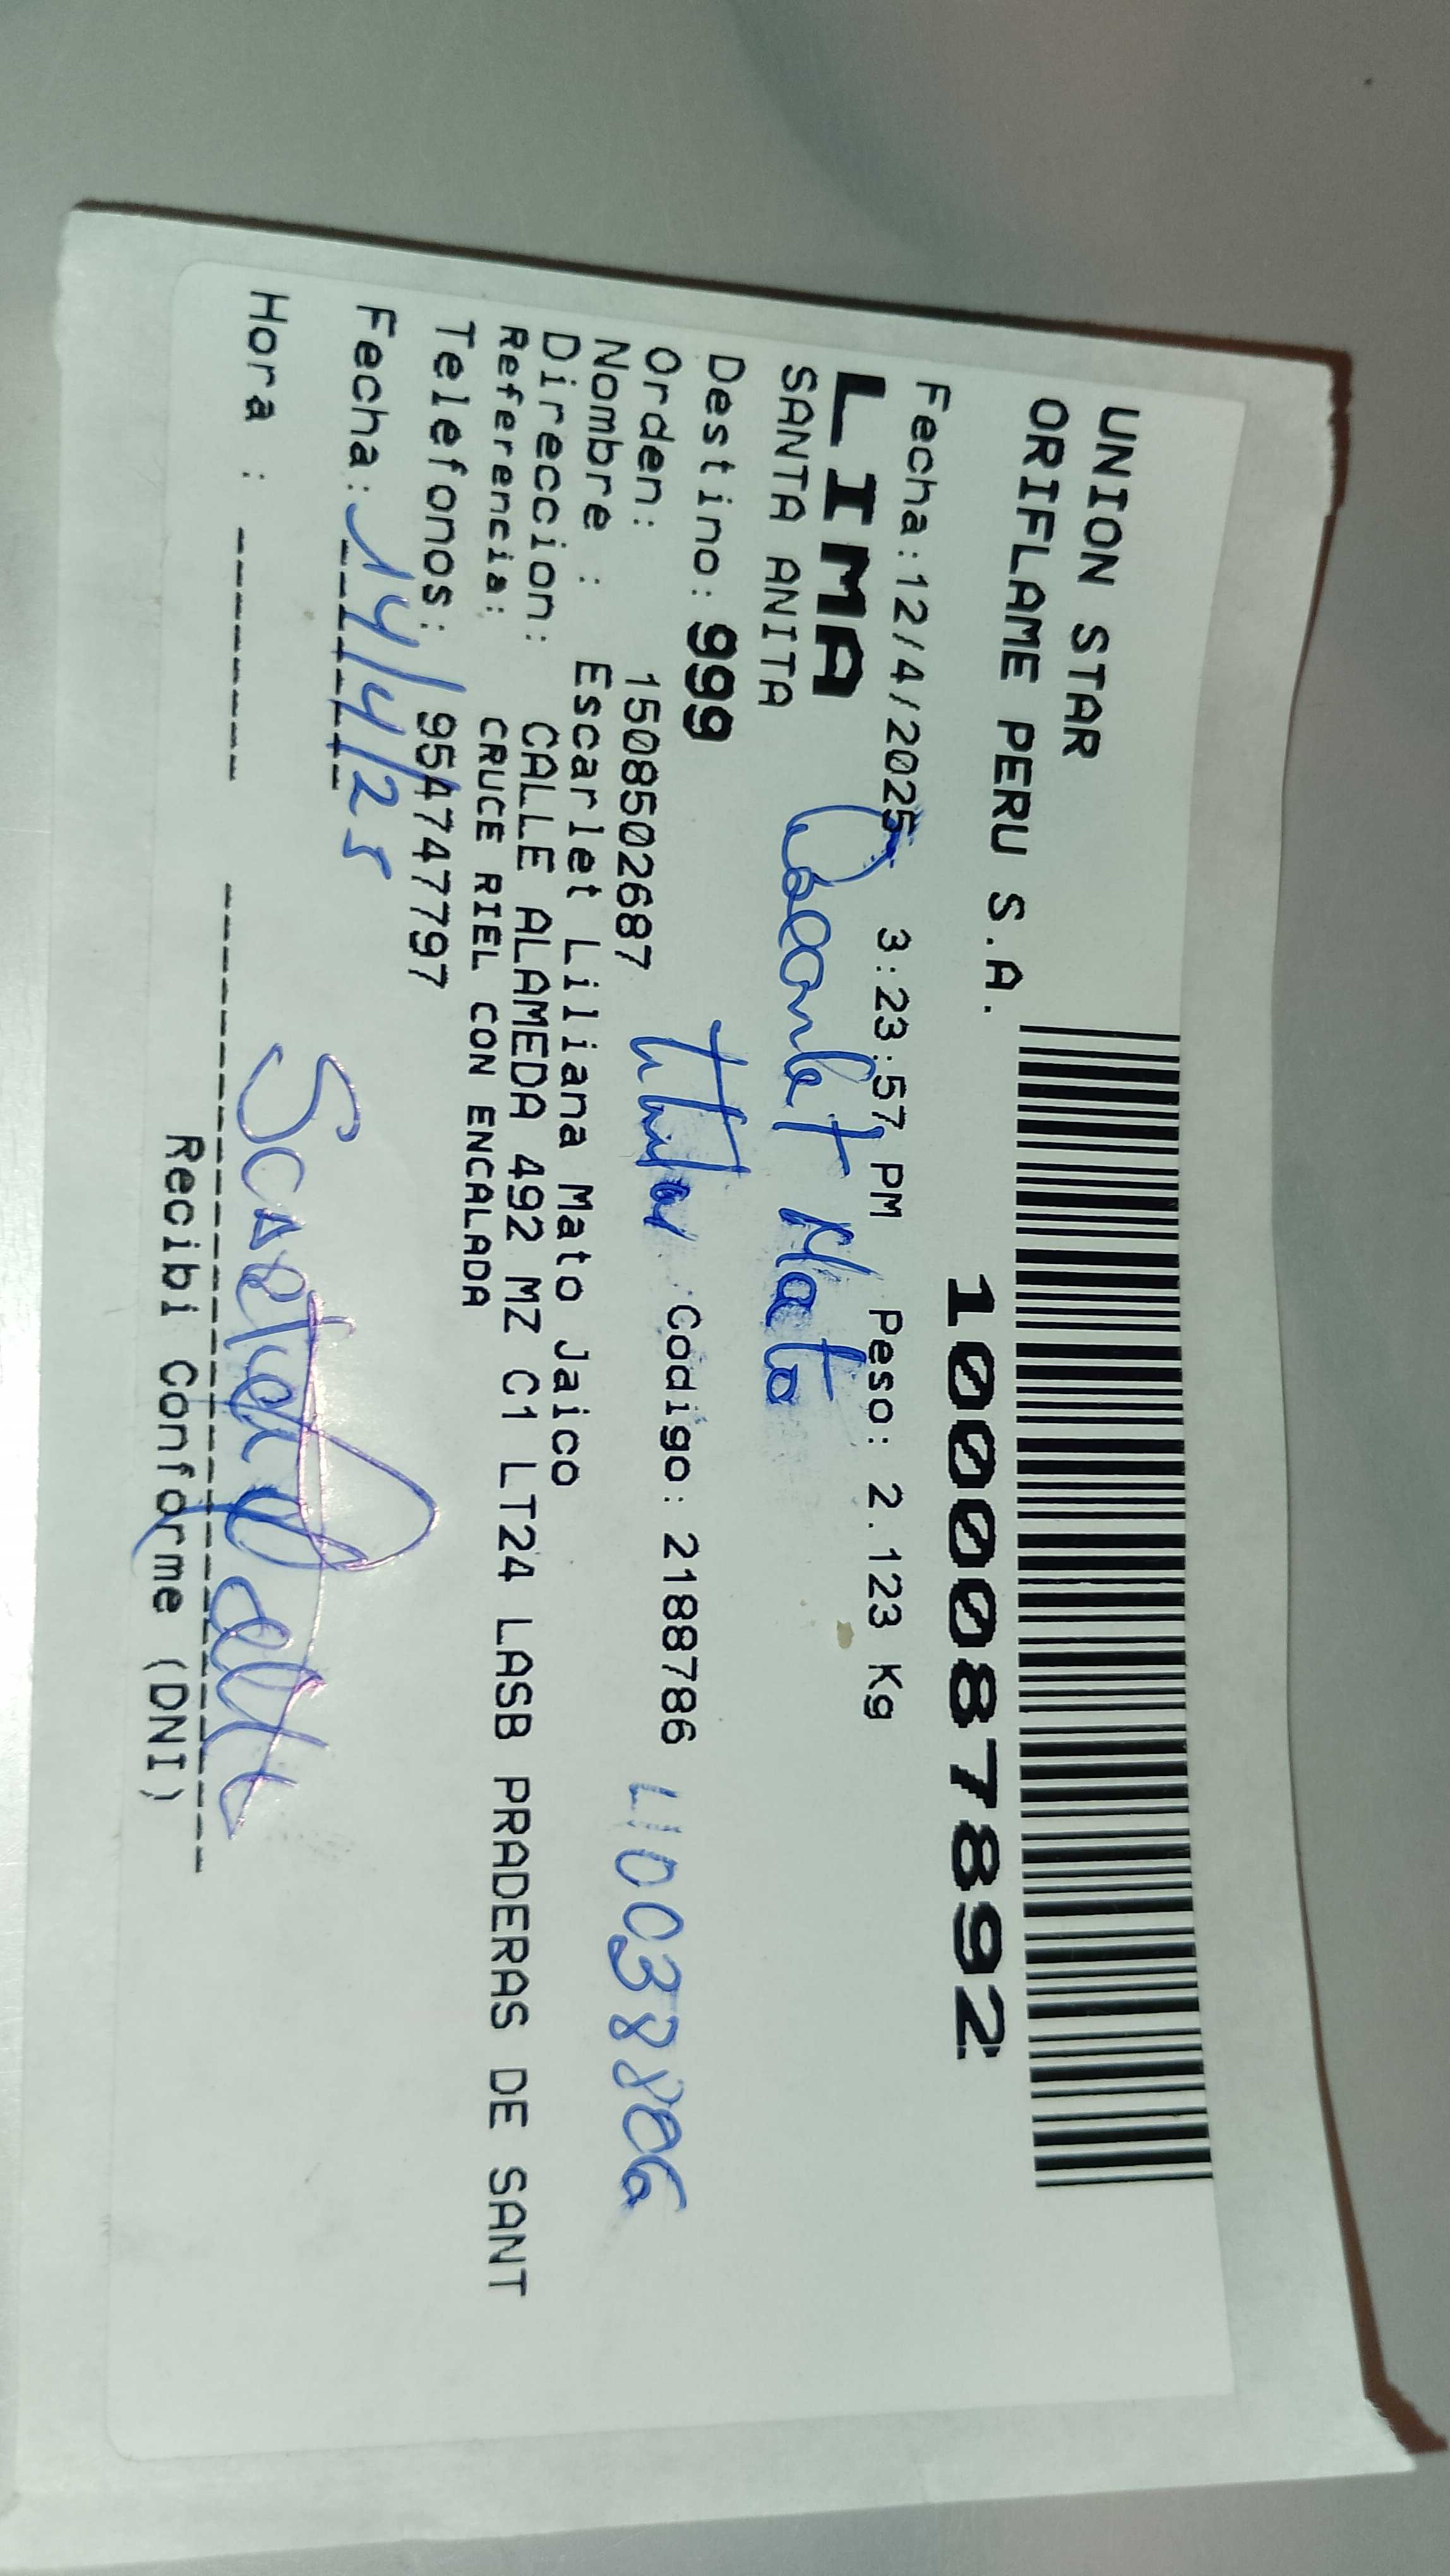 UNION STAR
ORIFLAME PERU S.A.
1000087892
Fecha:12/4/2025 3:23:57 PM Peso: 2.123 Kg
LIMA
SANTA ANITA
Mato
Destino: 999
titular
Orden: 1508502687 Codigo: 2188786 410038806
Nombre : Escarlet Liliana Mato Jaico
Direccion: CALLE ALAMEDA 492 MZ C1 LT24 LASB PRADERAS DE SANT
Referencia: CRUCE RIEL CON ENCALADA
Telefonos: 954747797
Fecha: 14/4/25
Hora :
Recibi Conforme (DNI)